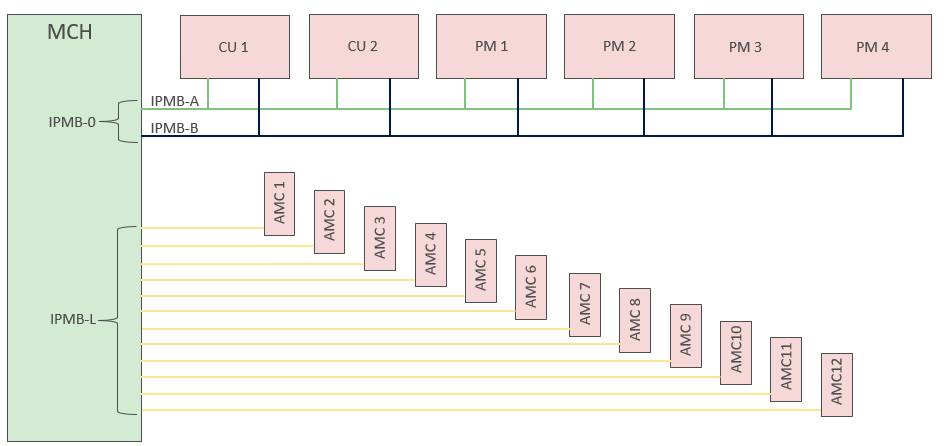 MCH
CU 1
CU 2
PM 1
PM 2
PM 3
PM 4
IPMB-A
IPMB-0
IPMB-B
AMC 1
AMC 2
AMC 3
AMC 4
AMC 5
AMC 6
AMC 7
AMC 8
AMC 9
AMC10
AMC11
AMC12
IPMB-L